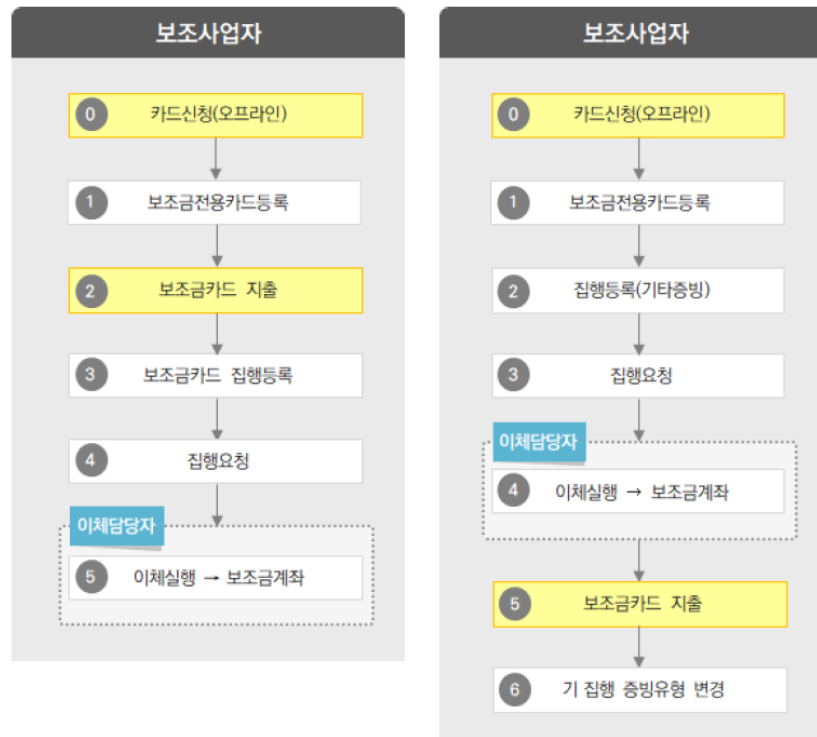 보조사업자
0 카드신청(오프라인)
1 보조금전용카드등록
2 보조금카드 지출
3 보조금카드 집행등록
4 집행요청
이체담당자
5 이체실행 → 보조금계좌
보조사업자
0 카드신청(오프라인)
1 보조금전용카드등록
2 집행등록(기타증빙)
3 집행요청
이체담당자
4 이체실행 → 보조금계좌
5 보조금카드 지출
6 기 집행 증빙유형 변경